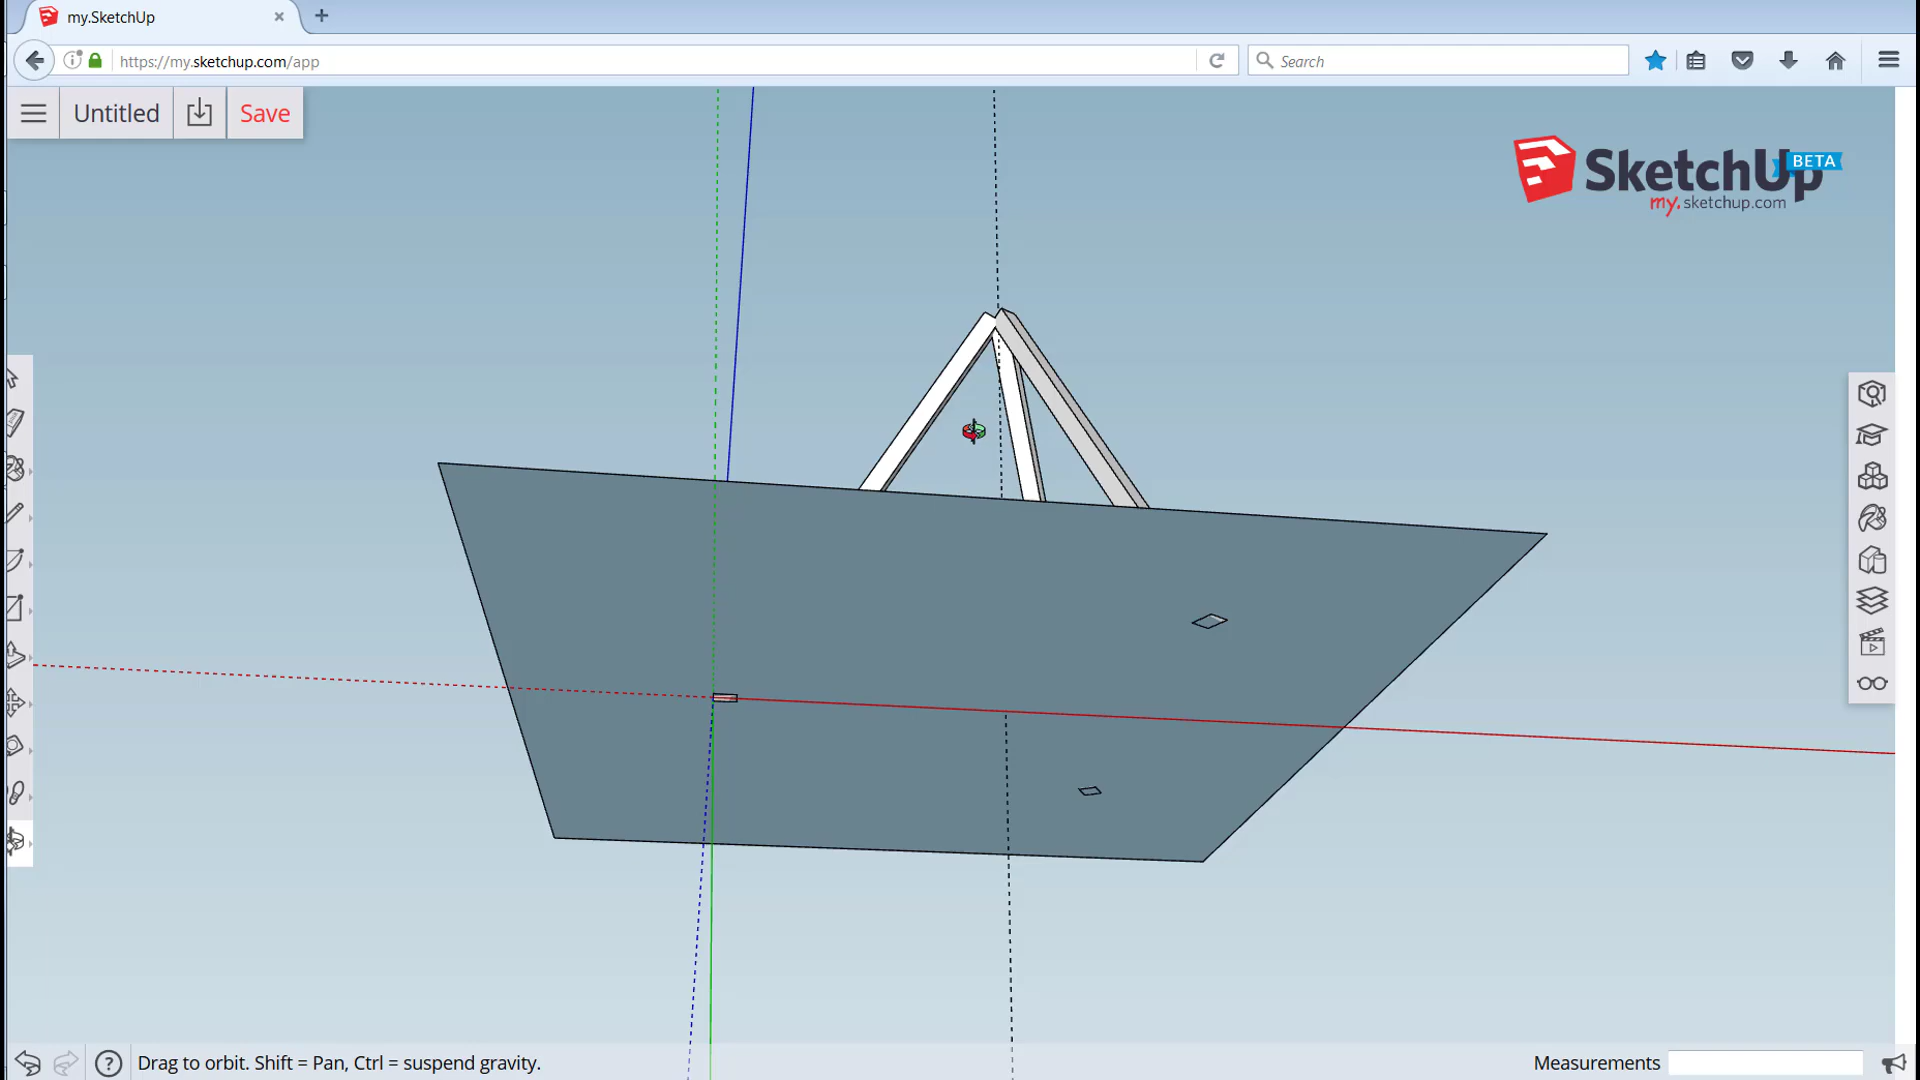 my.SketchUp
https://my.sketchup.com/app
Search
Untitled
Save
SketchUp BETA
my.sketchup.com
Drag to orbit. Shift = Pan, Ctrl = suspend gravity.
Measurements